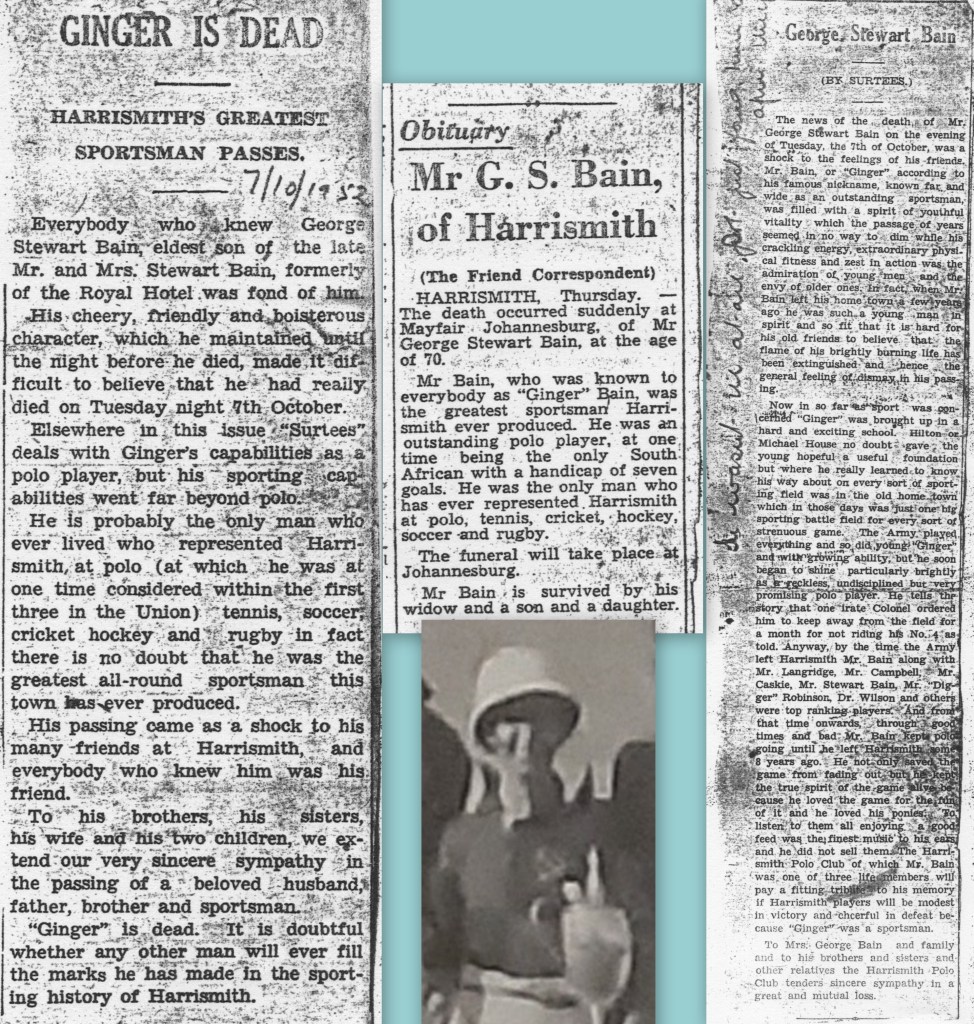 GINGER IS DEAD
HARRISMITH'S GREATEST
SPORTSMAN PASSES.
7/10/1952
Everybody who knew George
Stewart Bain, eldest son of the late
Mr. and Mrs. Stewart Bain, formerly
of the Royal Hotel was fond of him.
His cheery, friendly and boisterous
character, which he maintained until
the night before he died, made it dif-
ficult to believe that he had really
died on Tuesday night 7th October.
Elsewhere in this issue "Surtees"
deals with Ginger's capabilities as a
polo player, but his sporting cap-
abilities went far beyond polo.
He is probably the only man who
ever lived who represented Harri-
smith, at polo (at which he was at
one time considered within the first
three in the Union) tennis, soccer,
cricket hockey and rugby in fact
there is no doubt that he was the
greatest all-round sportsman this
town has ever produced.
His passing came as a shock to his
many friends at Harrismith, and
everybody who knew him was his
friend.
To his brothers, his sisters,
his wife and his two children, we ex-
tend our very sincere sympathy in
the passing of a beloved husband,
father, brother and sportsman.
"Ginger" is dead. It is doubtful
whether any other man will ever fill
the marks he has made in the sport-
ing history of Harrismith.
Obituary
Mr G. S. Bain,
of Harrismith
(The Friend Correspondent)
HARRISMITH, Thursday. —
The death occurred suddenly at
Mayfair Johannesburg, of Mr
George Stewart Bain, at the age
of 70.
Mr Bain, who was known to
everybody as "Ginger" Bain, was
the greatest sportsman Harri-
smith ever produced. He was an
outstanding polo player, at one
time being the only South
African with a handicap of seven
goals. He was the only man who
has ever represented Harrismith
at polo, tennis, cricket, hockey,
soccer and rugby.
The funeral will take place at
Johannesburg.
Mr Bain is survived by his
widow and a son and a daughter.
George Stewart Bain
(BY SURTEES.)
The news of the death, of Mr.
George Stewart Bain on the evening
of Tuesday, the 7th of October, was a
shock to the feelings of his friends.
Mr. Bain, or "Ginger" according to
his famous nickname, known far and
wide as an outstanding sportsman,
was filled with a spirit of youthful
vitality which the passage of years
seemed in no way to dim while his
crackling energy, extraordinary physi-
cal fitness and zest in action was the
admiration of young men and the
envy of older ones. In fact, when Mr.
Bain left his home town a few years
ago he was such a young man in
spirit and so fit that it is hard for
his old friends to believe that the
flame of his brightly burning life has
been extinguished and hence the
general feeling of dismay in his pass-
ing.
Now in so far as sport was con-
cerned "Ginger" was brought up in a
hard and exciting school. Hilton or
Michael House no doubt gave the
young hopeful a useful foundation
but where he really learned to know
his way about on every sort of sport-
ing field was in the old home town
which in those days was just one big
sporting battle field for every sort of
strenuous game. The Army played
everything and so did young "Ginger"
and with growing ability, but he soon
began to shine particularly brightly
as a reckless, undisciplined but very
promising polo player. He tells the
story that one irate Colonel ordered
him to keep away from the field for
a month for not riding his No. 4 as
told. Anyway, by the time the Army
left Harrismith Mr. Bain along with
Mr. Langridge, Mr. Campbell, Mr.
Caskie, Mr. Stewart Bain, Mr. "Dig-
ger" Robinson, Dr. Wilson and others
were top ranking players. And from
that time onwards, through good
times and bad Mr. Bain kept polo
going until he left Harrismith some
8 years ago. He not only saved the
game from fading out but he kept
the true spirit of the game alive be-
cause he loved the game for the fun
of it and he loved his ponies. To
listen to them all enjoying a good
feed was the finest music to his ears
and he did not sell them. The Harri-
smith Polo Club of which Mr. Bain
was one of three life members will
pay a fitting tribute to his memory
if Harrismith players will be modest
in victory and cheerful in defeat be-
cause "Ginger" was a sportsman.
To Mrs. George Bain and family
and to his brothers and sisters and
other relatives the Harrismith Polo
Club tenders sincere sympathy in a
great and mutual loss.